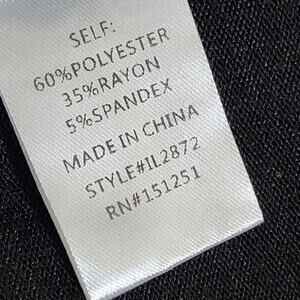 SELF:
60%POLYESTER
35%RAYON
5%SPANDEX
MADE IN CHINA
STYLE#IL2872
RN#151251